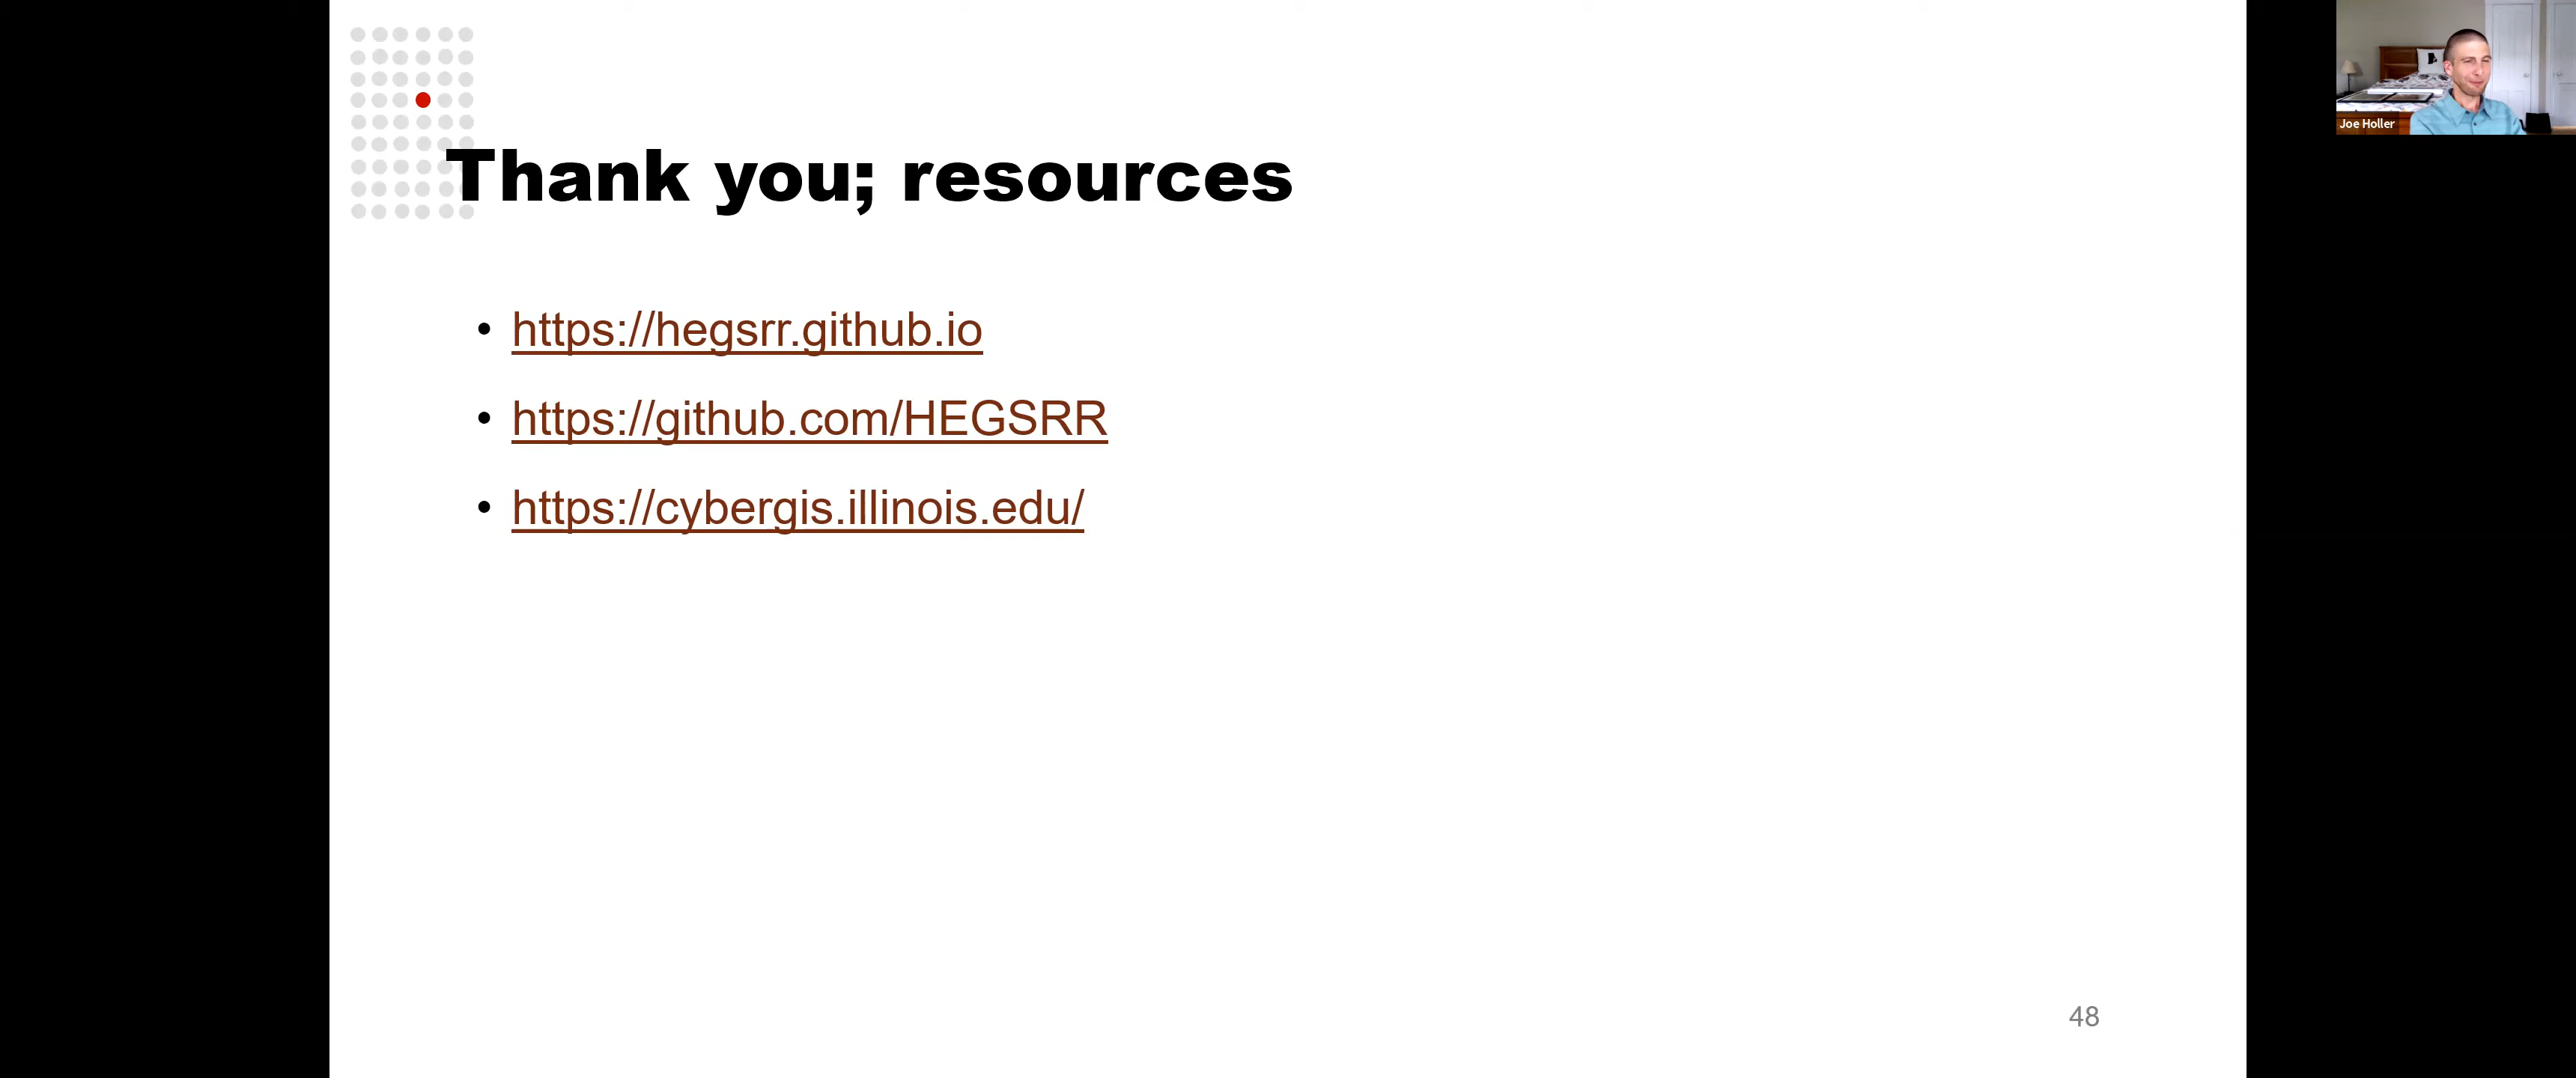 Thank you; resources
• https://hegsrr.github.io
• https://github.com/HEGSRR
• https://cybergis.illinois.edu/
48
Joe Holler